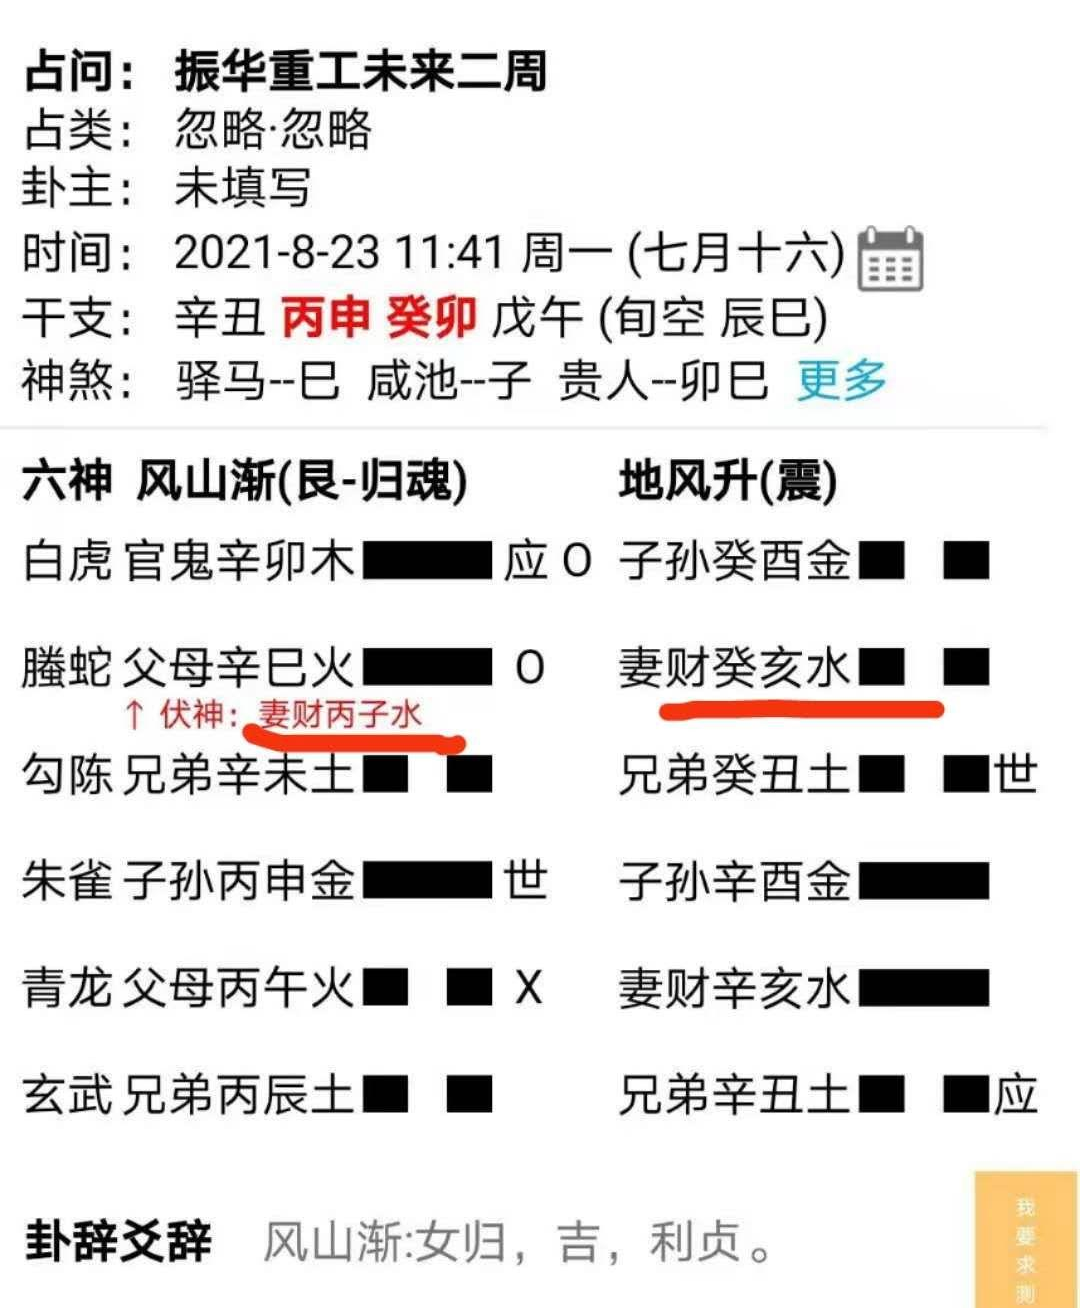 占问： 振华重工未来二周
占类： 忽略·忽略
卦主： 未填写
时间： 2021-8-23 11:41 周一 (七月十六)
干支： 辛丑 丙申 癸卯 戊午 (旬空 辰巳)
神煞： 驿马--巳 咸池--子 贵人--卯巳 更多
六神 风山渐(艮-归魂) 地风升(震)
白虎 官鬼辛卯木 应 O 子孙癸酉金
螣蛇 父母辛巳火 O 妻财癸亥水
↑ 伏神：妻财丙子水
勾陈 兄弟辛未土 兄弟癸丑土 世
朱雀 子孙丙申金 世 子孙辛酉金
青龙 父母丙午火 X 妻财辛亥水
玄武 兄弟丙辰土 兄弟辛丑土 应
卦辞爻辞 风山渐:女归，吉，利贞。
我要求测